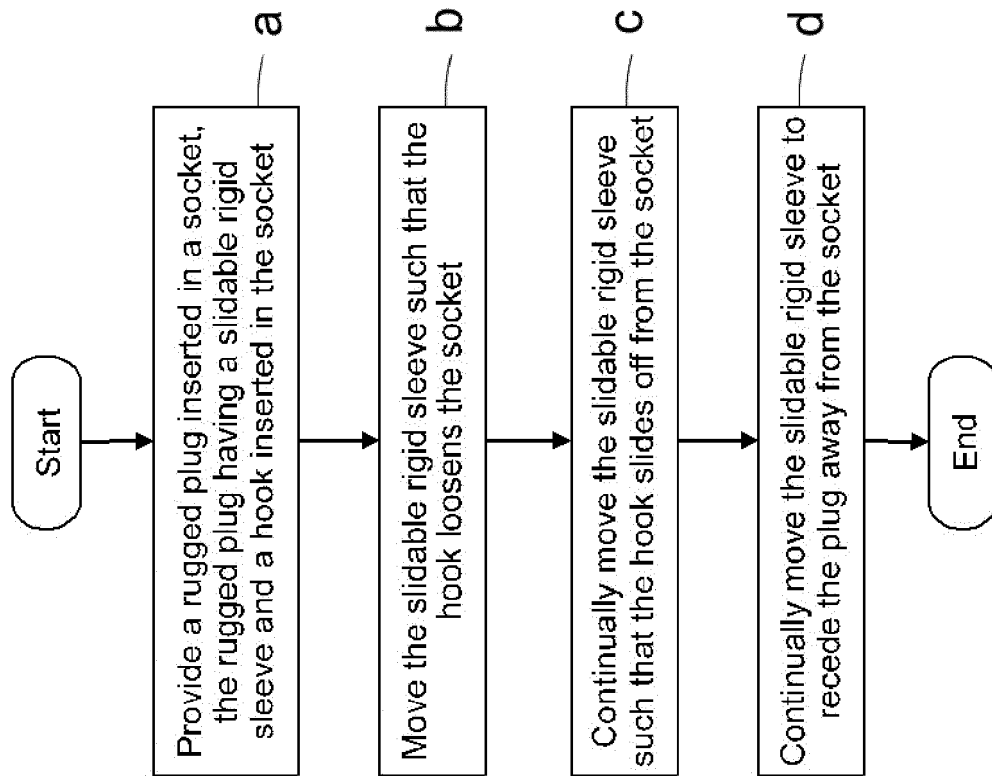 Start
Provide a rugged plug inserted in a socket,
the rugged plug having a slidable rigid
sleeve and a hook inserted in the socket
a
Move the slidable rigid sleeve such that the
hook loosens the socket
b
Continually move the slidable rigid sleeve
such that the hook slides off from the socket
c
Continually move the slidable rigid sleeve to
recede the plug away from the socket
d
End